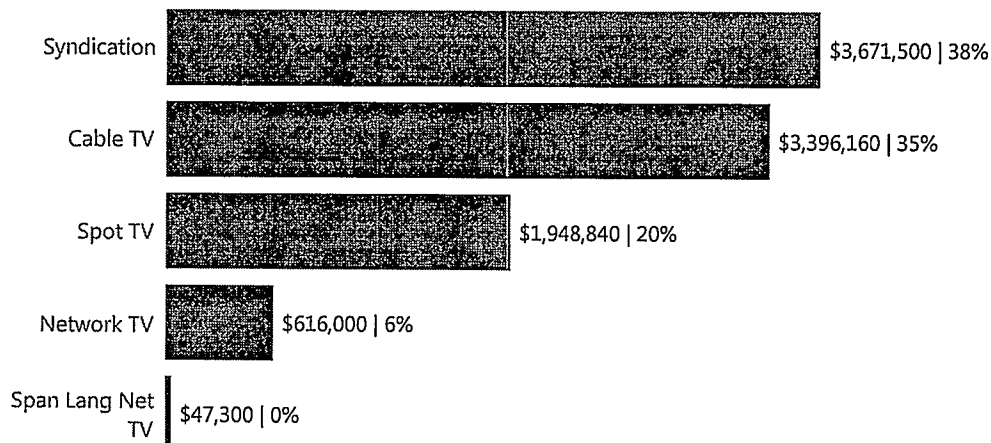 Syndication
$3,671,500 | 38%
Cable TV
$3,396,160 | 35%
Spot TV
$1,948,840 | 20%
Network TV
$616,000 | 6%
Span Lang Net
TV
$47,300 | 0%